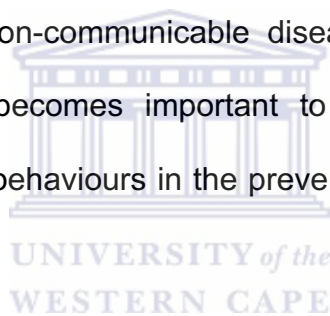 on-communicable disea
becomes important to
behaviours in the preve
UNIVERSITY of the
WESTERN CAPE